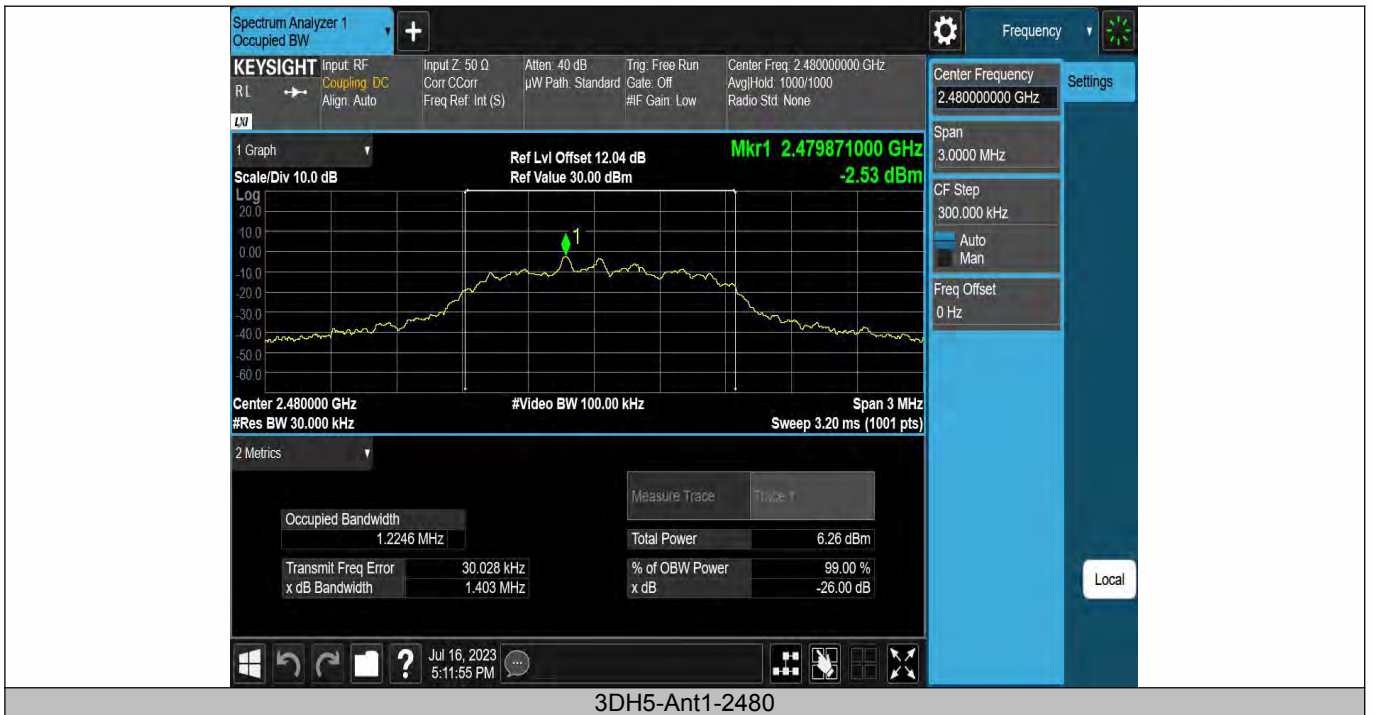 Spectrum Analyzer 1
Occupied BW
+
Frequency
KEYSIGHT
RL
LXI
Input: RF
Coupling: DC
Align: Auto
Input Z: 50 Ω
Corr CCorr
Freq Ref: Int (S)
Atten: 40 dB
µW Path: Standard
Trig: Free Run
Gate: Off
#IF Gain: Low
Center Freq: 2.480000000 GHz
Avg|Hold: 1000/1000
Radio Std: None
Center Frequency
2.480000000 GHz
Settings
Span
3.0000 MHz
CF Step
300.000 kHz
Auto
Man
Freq Offset
0 Hz
Local
1 Graph
Scale/Div 10.0 dB
Ref Lvl Offset 12.04 dB
Ref Value 30.00 dBm
Mkr1 2.479871000 GHz
-2.53 dBm
Log
20.0
10.0
0.00
-10.0
-20.0
-30.0
-40.0
-50.0
-60.0
1
Center 2.480000 GHz
#Video BW 100.00 kHz
Span 3 MHz
#Res BW 30.000 kHz
Sweep 3.20 ms (1001 pts)
2 Metrics
Measure Trace
Trace 1
Occupied Bandwidth
1.2246 MHz
Total Power
6.26 dBm
Transmit Freq Error
30.028 kHz
% of OBW Power
99.00 %
x dB Bandwidth
1.403 MHz
x dB
-26.00 dB
?
Jul 16, 2023
5:11:55 PM
3DH5-Ant1-2480